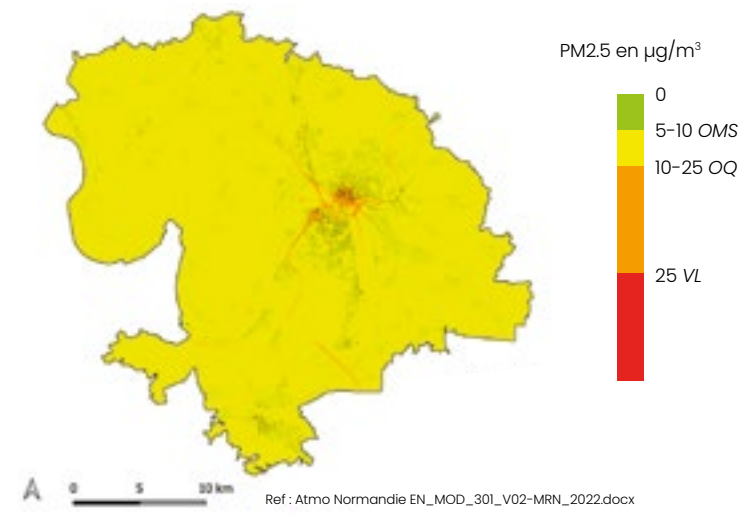 PM2.5 en µg/m³
0
5-10 OMS
10-25 OQ
25 VL
0 5 10 km
Ref : Atmo Normandie EN_MOD_301_V02-MRN_2022.docx